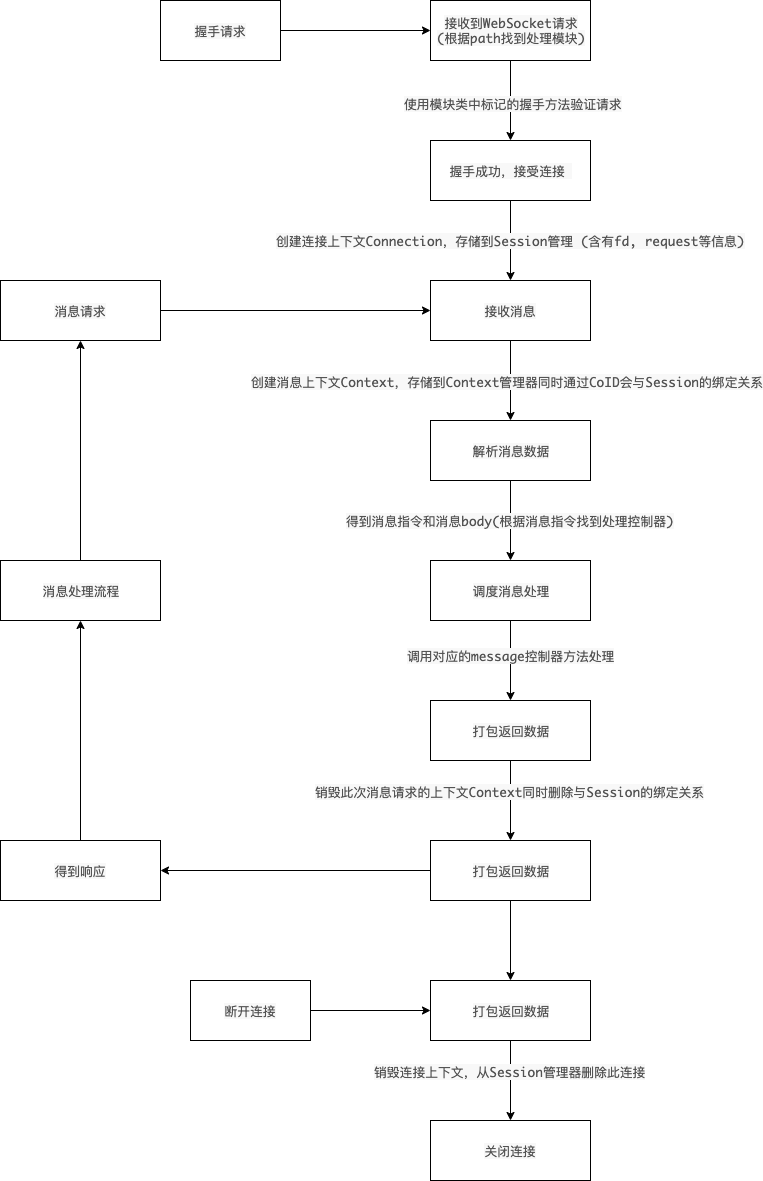 握手请求
接收到WebSocket请求
(根据path找到处理模块)
使用模块类中标记的握手方法验证请求
握手成功，接受连接
创建连接上下文Connection，存储到Session管理 (含有fd, request等信息)
消息请求
接收消息
创建消息上下文Context，存储到Context管理器同时通过CoID会与Session的绑定关系
解析消息数据
得到消息指令和消息body(根据消息指令找到处理控制器)
消息处理流程
调度消息处理
调用对应的message控制器方法处理
打包返回数据
销毁此次消息请求的上下文Context同时删除与Session的绑定关系
得到响应
打包返回数据
断开连接
打包返回数据
销毁连接上下文，从Session管理器删除此连接
关闭连接